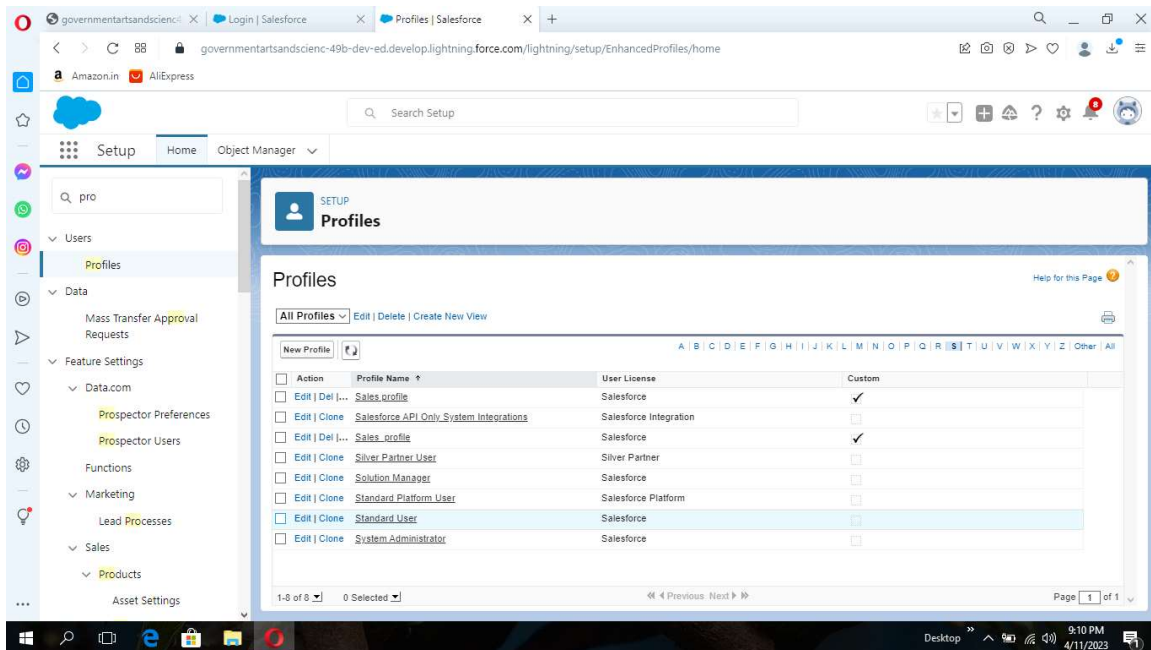 governmentartsandscienc
Login | Salesforce
Profiles | Salesforce
governmentartsandscienc-49b-dev-ed.develop.lightning.force.com/lightning/setup/EnhancedProfiles/home
Amazon.in
AliExpress
Search Setup
8
Setup
Home
Object Manager
pro
Users
Profiles
Data
Mass Transfer Approval
Requests
Feature Settings
Data.com
Prospector Preferences
Prospector Users
Functions
Marketing
Lead Processes
Sales
Products
Asset Settings
SETUP
Profiles
Profiles
Help for this Page
All Profiles Edit | Delete | Create New View
New Profile
A | B | C | D | E | F | G | H | I | J | K | L | M | N | O | P | Q | R | S | T | U | V | W | X | Y | Z | Other | All
Action Profile Name User License Custom
Edit | Del |... Sales profile Salesforce
Edit | Clone Salesforce API Only System Integrations Salesforce Integration
Edit | Del |... Sales_profile Salesforce
Edit | Clone Silver Partner User Silver Partner
Edit | Clone Solution Manager Salesforce
Edit | Clone Standard Platform User Salesforce Platform
Edit | Clone Standard User Salesforce
Edit | Clone System Administrator Salesforce
1-8 of 8 0 Selected Previous Next Page 1 of 1
Desktop
9:10 PM
4/11/2023